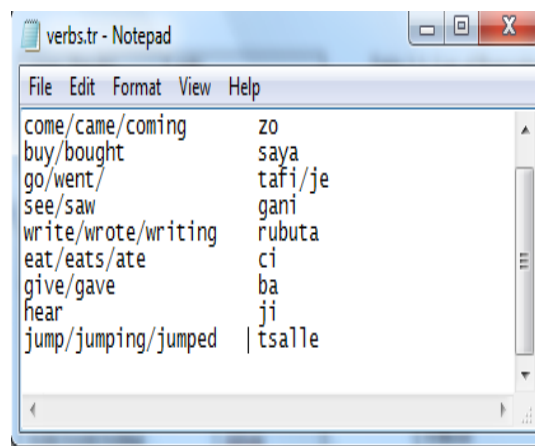 verbs.tr - Notepad
File Edit Format View Help
come/came/coming zo
buy/bought saya
go/went/ tafi/je
see/saw gani
write/wrote/writing rubuta
eat/eats/ate ci
give/gave ba
hear ji
jump/jumping/jumped tsalle